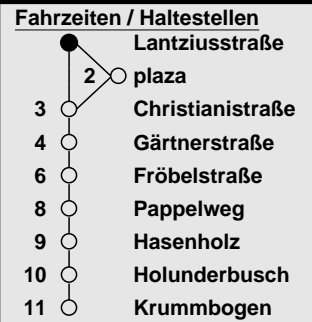 Fahrzeiten / Haltestellen
Lantziusstraße
2 plaza
3 Christianistraße
4 Gärtnerstraße
6 Fröbelstraße
8 Pappelweg
9 Hasenholz
10 Holunderbusch
11 Krummbogen